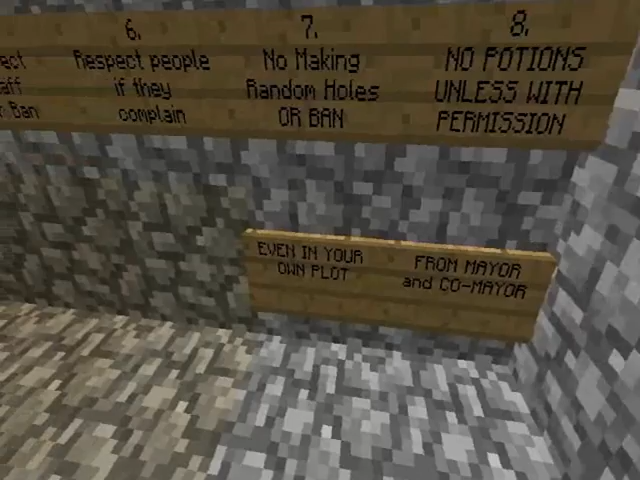 6.
Respect people
if they
complain
7.
No Making
Random Holes
OR BAN
8.
NO POTIONS
UNLESS WITH
PERMISSION
EVEN IN YOUR
OWN PLOT
FROM MAYOR
and CO-MAYOR